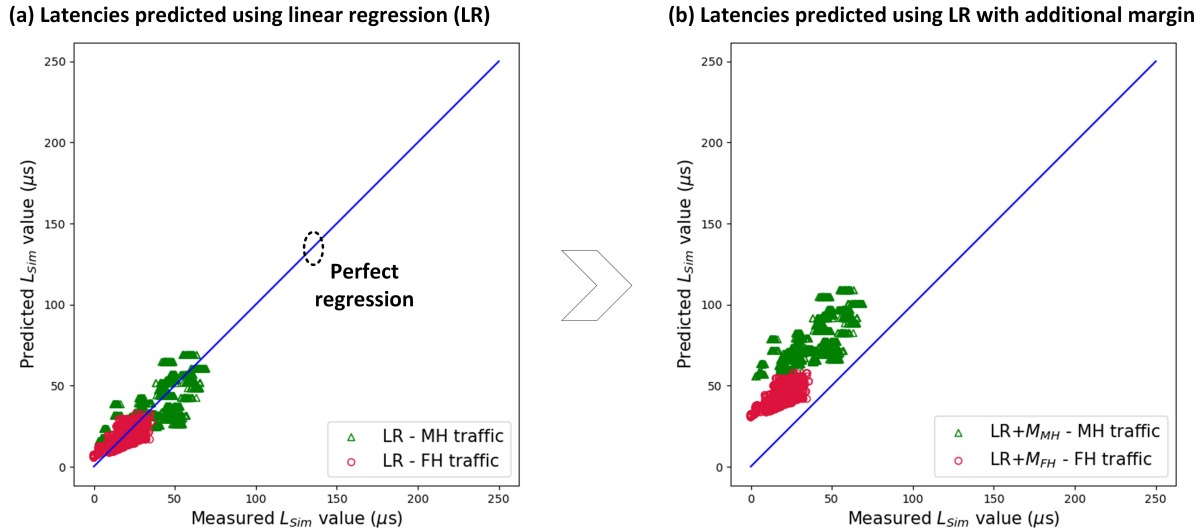 (a) Latencies predicted using linear regression (LR)
Predicted L_Sim value (µs)
250
200
150
100
50
0
Perfect
regression
LR - MH traffic
LR - FH traffic
0 50 100 150 200 250
Measured L_Sim value (µs)
(b) Latencies predicted using LR with additional margin
Predicted L_Sim value (µs)
250
200
150
100
50
0
LR+M_MH - MH traffic
LR+M_FH - FH traffic
0 50 100 150 200 250
Measured L_Sim value (µs)